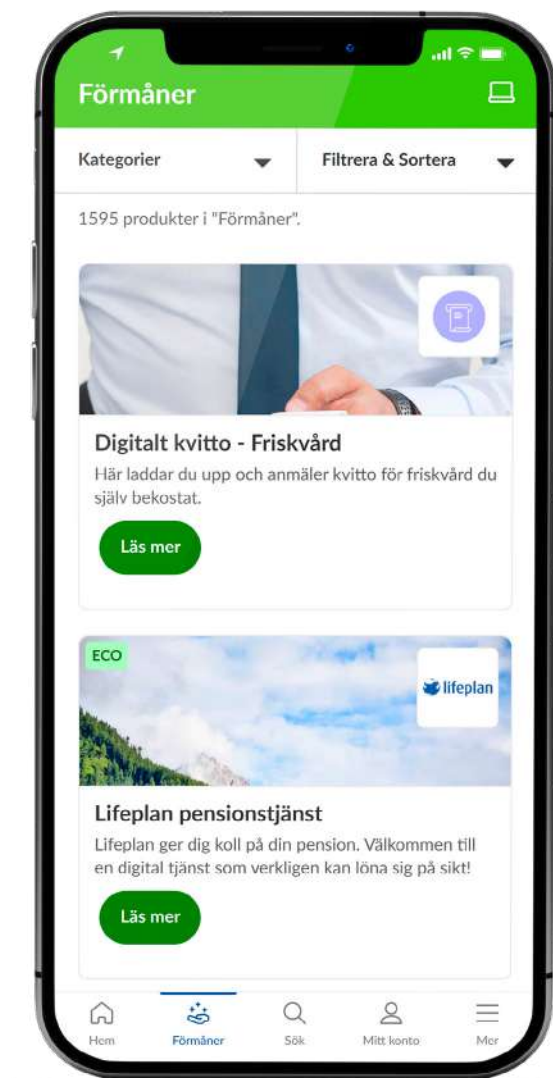 Förmåner
Kategorier
Filtrera & Sortera
1595 produkter i "Förmåner".
Digitalt kvitto - Friskvård
Här laddar du upp och anmäler kvitto för friskvård du
själv bekostat.
Läs mer
ECO
lifeplan
Lifeplan pensionstjänst
Lifeplan ger dig koll på din pension. Välkommen till
en digital tjänst som verkligen kan löna sig på sikt!
Läs mer
Hem
Förmåner
Sök
Mitt konto
Mer